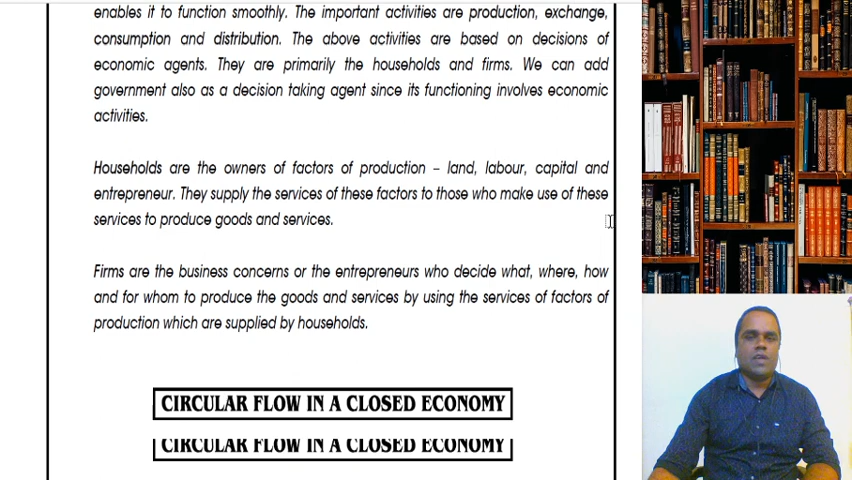 enables it to function smoothly. The important activities are production, exchange,
consumption and distribution. The above activities are based on decisions of
economic agents. They are primarily the households and firms. We can add
government also as a decision taking agent since its functioning involves economic
activities.
Households are the owners of factors of production – land, labour, capital and
entrepreneur. They supply the services of these factors to those who make use of these
services to produce goods and services.
Firms are the business concerns or the entrepreneurs who decide what, where, how
and for whom to produce the goods and services by using the services of factors of
production which are supplied by households.
CIRCULAR FLOW IN A CLOSED ECONOMY
CIRCULAR FLOW IN A CLOSED ECONOMY